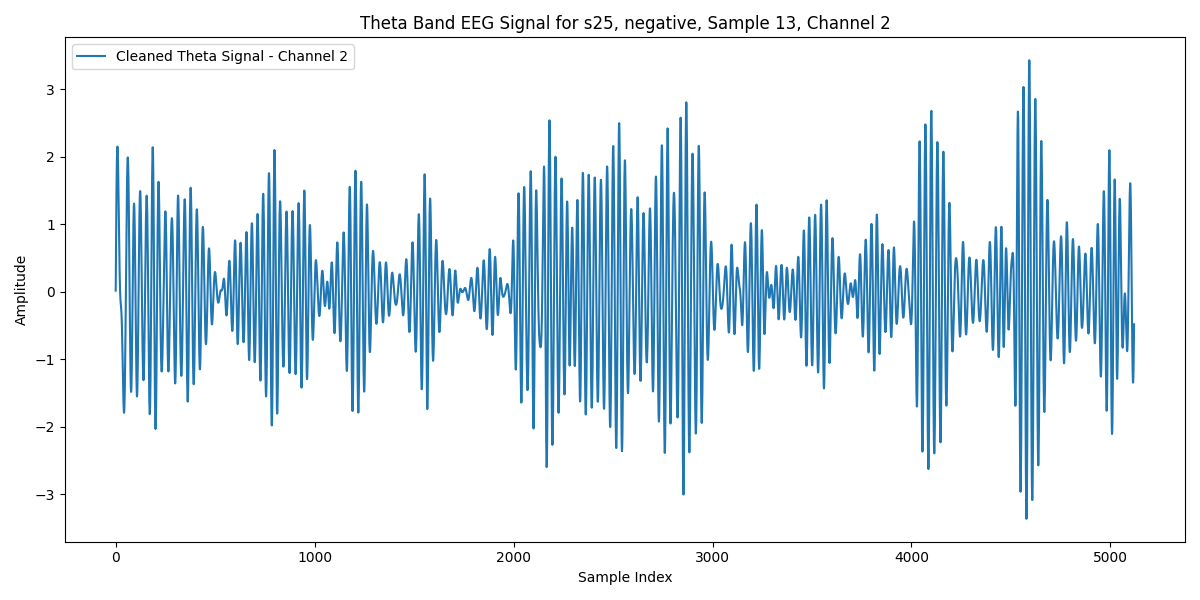 Theta Band EEG Signal for s25, negative, Sample 13, Channel 2
Cleaned Theta Signal - Channel 2
Amplitude
3
2
1
0
−1
−2
−3
0 1000 2000 3000 4000 5000
Sample Index